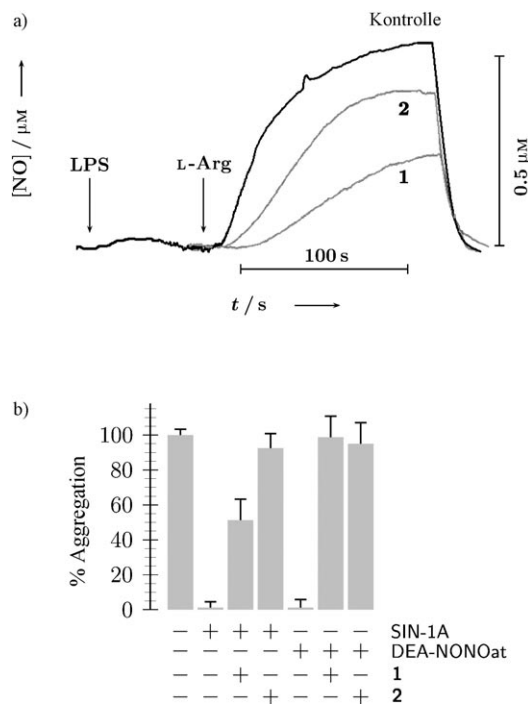 a)
Kontrolle
[NO] / μM
LPS
L-Arg
2
1
0.5 μM
100 s
t / s
b)
% Aggregation
100
80
60
40
20
0
− + + + − − − SIN-1A
− − − − + + + DEA-NONOat
− − + − − + − 1
− − − + − − + 2